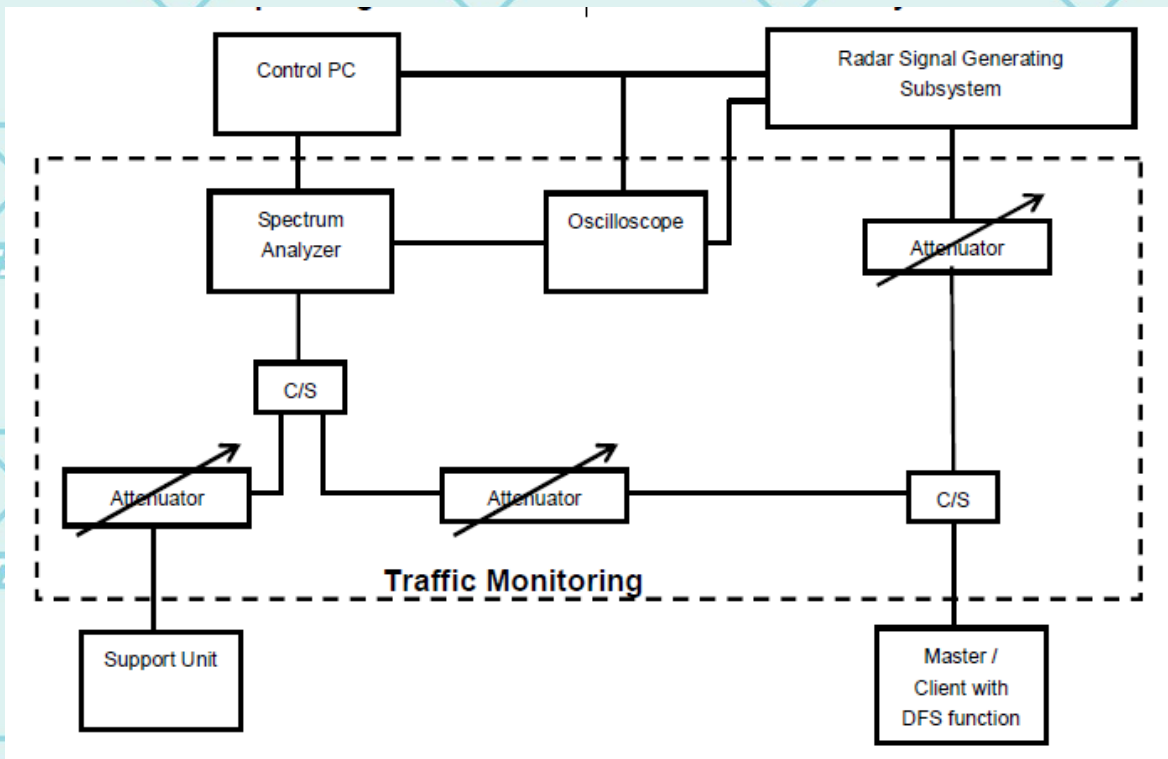 Control PC
Radar Signal Generating
Subsystem
Spectrum
Analyzer
Oscilloscope
Attenuator
C/S
Attenuator
Attenuator
C/S
Traffic Monitoring
Support Unit
Master /
Client with
DFS function